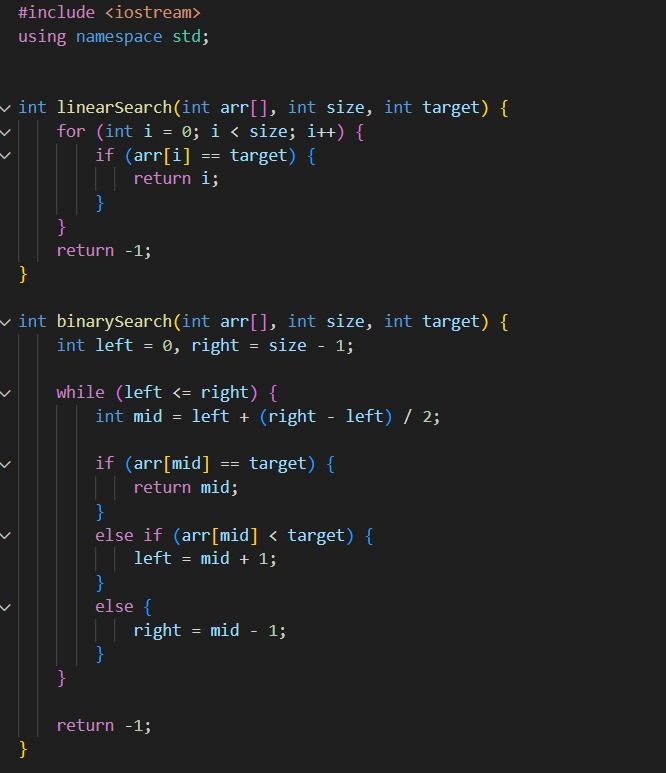 #include <iostream>
using namespace std;
int linearSearch(int arr[], int size, int target) {
    for (int i = 0; i < size; i++) {
        if (arr[i] == target) {
            return i;
        }
    }
    return -1;
}
int binarySearch(int arr[], int size, int target) {
    int left = 0, right = size - 1;
    while (left <= right) {
        int mid = left + (right - left) / 2;
        if (arr[mid] == target) {
            return mid;
        }
        else if (arr[mid] < target) {
            left = mid + 1;
        }
        else {
            right = mid - 1;
        }
    }
    return -1;
}